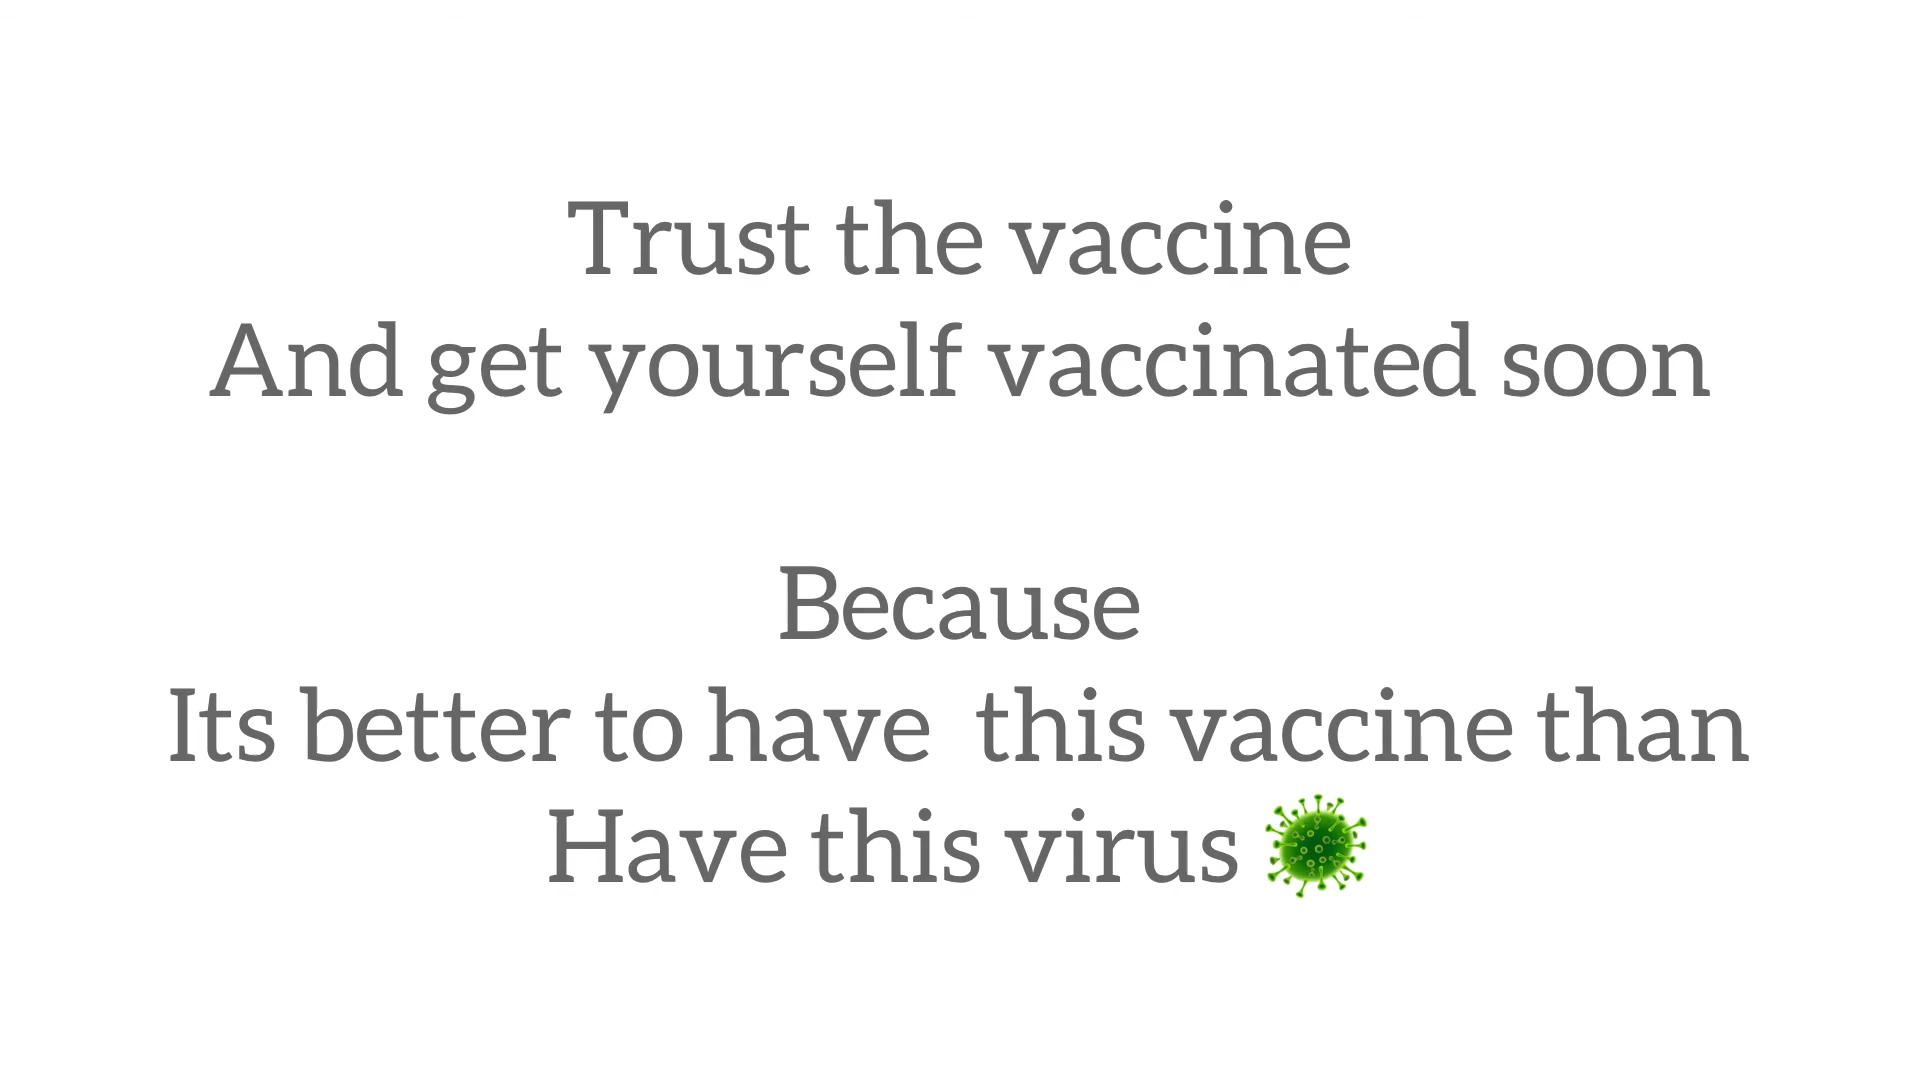 Trust the vaccine
And get yourself vaccinated soon
Because
Its better to have  this vaccine than
Have this virus 🦠